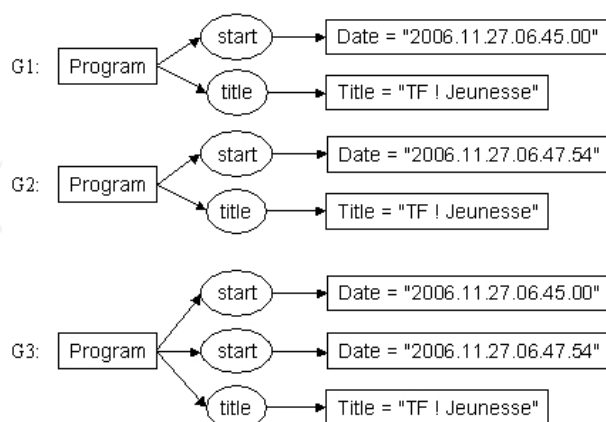 start
Date = "2006.11.27.06.45.00"
G1:
Program
title
Title = "TF ! Jeunesse"
start
Date = "2006.11.27.06.47.54"
G2:
Program
title
Title = "TF ! Jeunesse"
start
Date = "2006.11.27.06.45.00"
G3:
Program
start
Date = "2006.11.27.06.47.54"
title
Title = "TF ! Jeunesse"